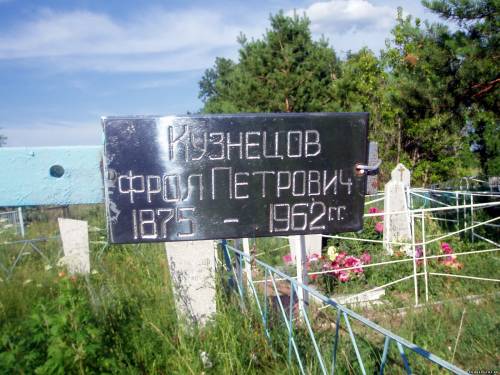 Кузнецов
Фрол Петрович
1875 - 1962 гг